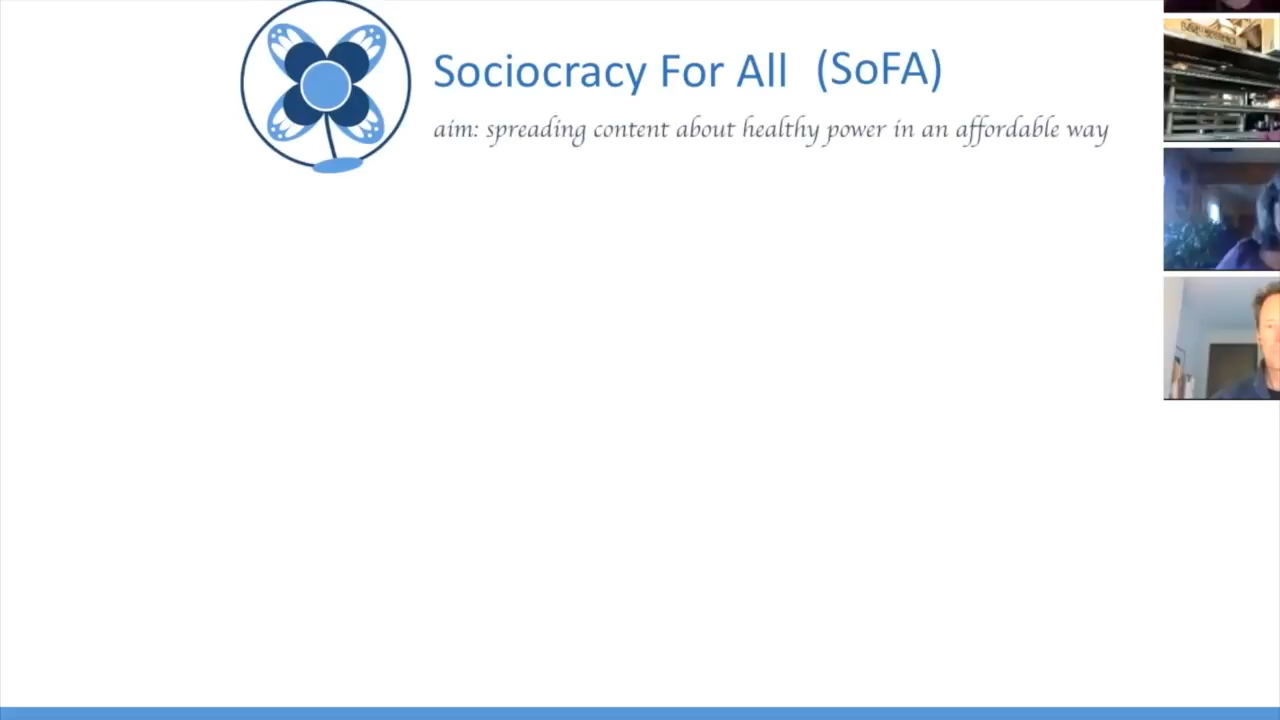 Sociocracy For All (SoFA)
aim: spreading content about healthy power in an affordable way